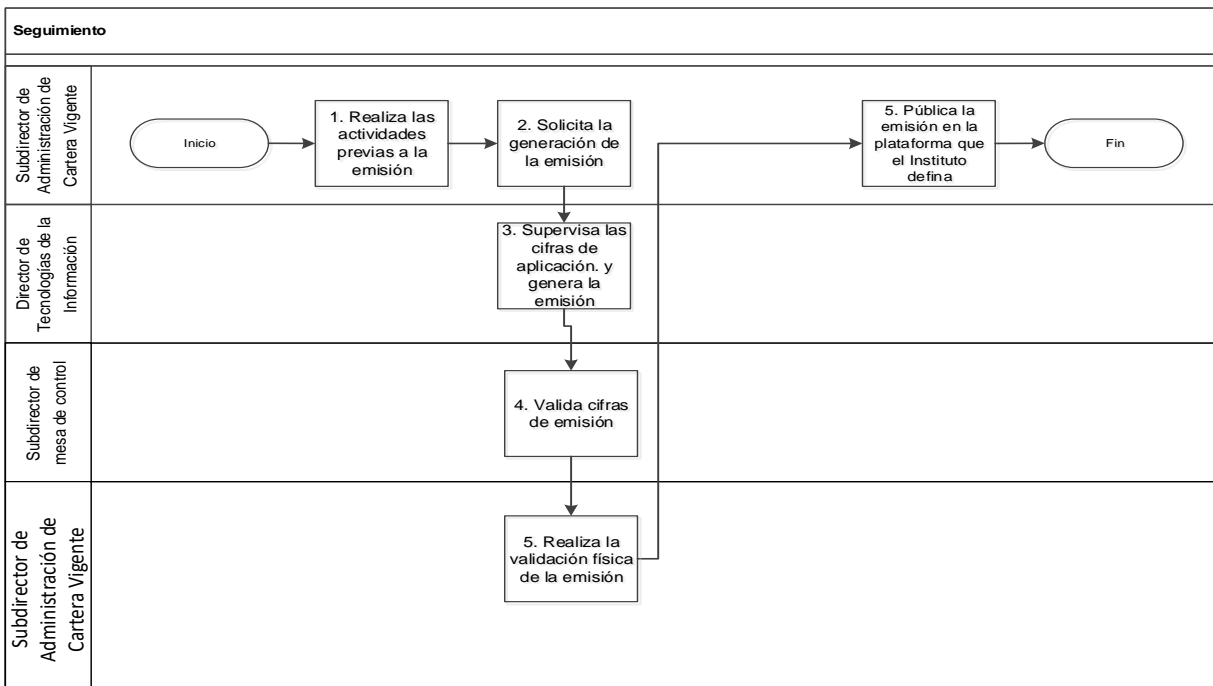 Seguimiento
Subdirector de
Administración de
Cartera Vigente
Inicio
1. Realiza las
actividades
previas a la
emisión
2. Solicita la
generación de
la emisión
5. Pública la
emisión en la
plataforma que
el Instituto
defina
Fin
Director de
Tecnologías de la
Información
3. Supervisa las
cifras de
aplicación. y
genera la
emisión
Subdirector de
mesa de control
4. Valida cifras
de emisión
Subdirector de
Administración de
Cartera Vigente
5. Realiza la
validación física
de la emisión